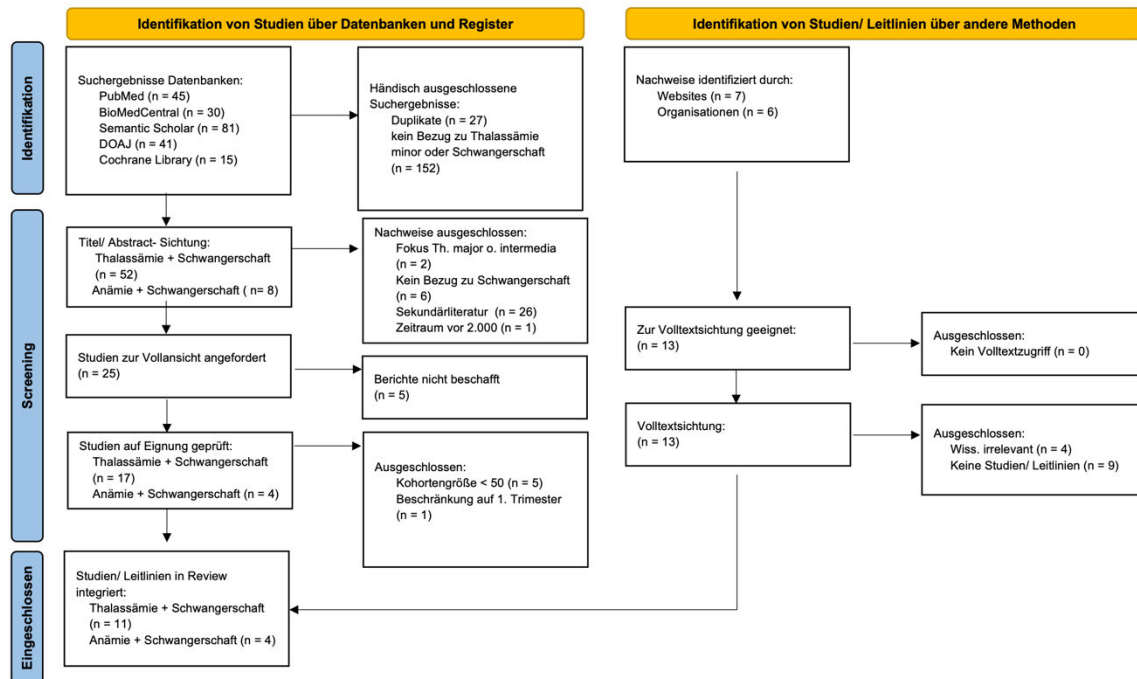 Identifikation von Studien über Datenbanken und Register
Identifikation von Studien/ Leitlinien über andere Methoden
Identifikation
Suchergebnisse Datenbanken:
PubMed (n = 45)
BioMedCentral (n = 30)
Semantic Scholar (n = 81)
DOAJ (n = 41)
Cochrane Library (n = 15)
Händisch ausgeschlossene
Suchergebnisse:
Duplikate (n = 27)
kein Bezug zu Thalassämie
minor oder Schwangerschaft
(n = 152)
Nachweise identifiziert durch:
Websites (n = 7)
Organisationen (n = 6)
Screening
Titel/ Abstract- Sichtung:
Thalassämie + Schwangerschaft
(n = 52)
Anämie + Schwangerschaft ( n= 8)
Nachweise ausgeschlossen:
Fokus Th. major o. intermedia
(n = 2)
Kein Bezug zu Schwangerschaft
(n = 6)
Sekundärliteratur (n = 26)
Zeitraum vor 2.000 (n = 1)
Studien zur Vollansicht angefordert
(n = 25)
Berichte nicht beschafft
(n = 5)
Zur Volltextsichtung geeignet:
(n = 13)
Ausgeschlossen:
Kein Volltextzugriff (n = 0)
Studien auf Eignung geprüft:
Thalassämie + Schwangerschaft
(n = 17)
Anämie + Schwangerschaft (n = 4)
Ausgeschlossen:
Kohortengröße < 50 (n = 5)
Beschränkung auf 1. Trimester
(n = 1)
Volltextsichtung:
(n = 13)
Ausgeschlossen:
Wiss. irrelevant (n = 4)
Keine Studien/ Leitlinien (n = 9)
Eingeschlossen
Studien/ Leitlinien in Review
integriert:
Thalassämie + Schwangerschaft
(n = 11)
Anämie + Schwangerschaft (n = 4)